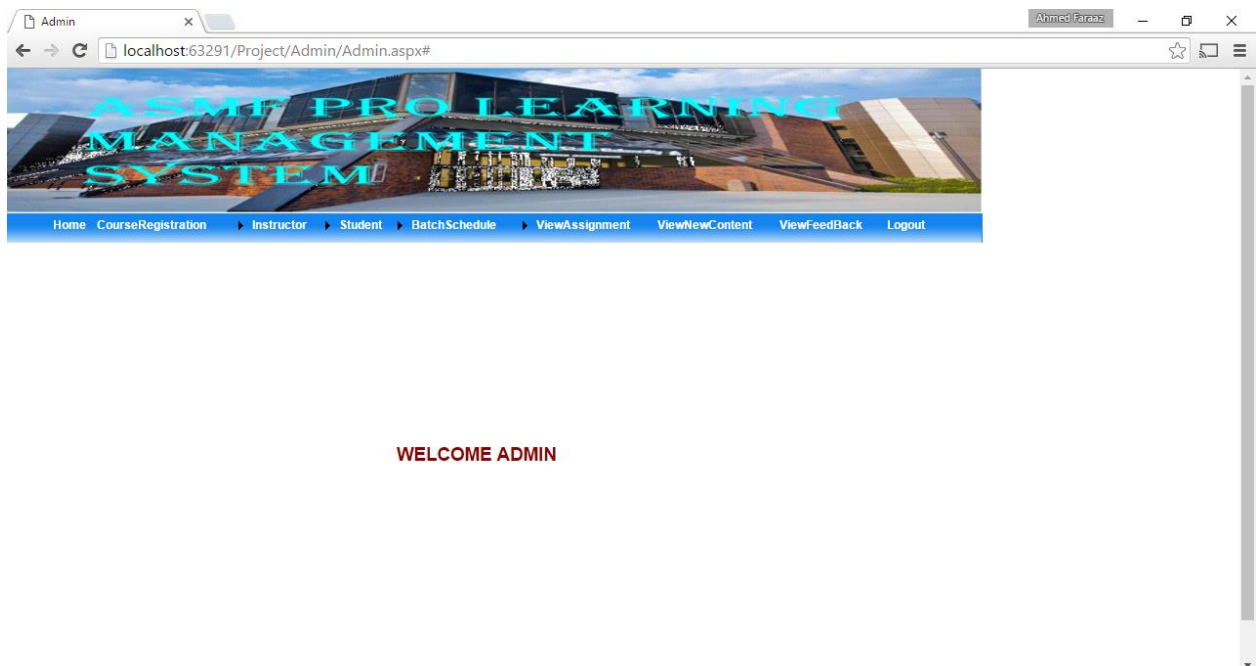 Admin
Ahmed Faraaz
localhost:63291/Project/Admin/Admin.aspx#
ASMF PRO LEARNING
MANAGEMENT
SYSTEM
Home CourseRegistration Instructor Student BatchSchedule ViewAssignment ViewNewContent ViewFeedBack Logout
WELCOME ADMIN